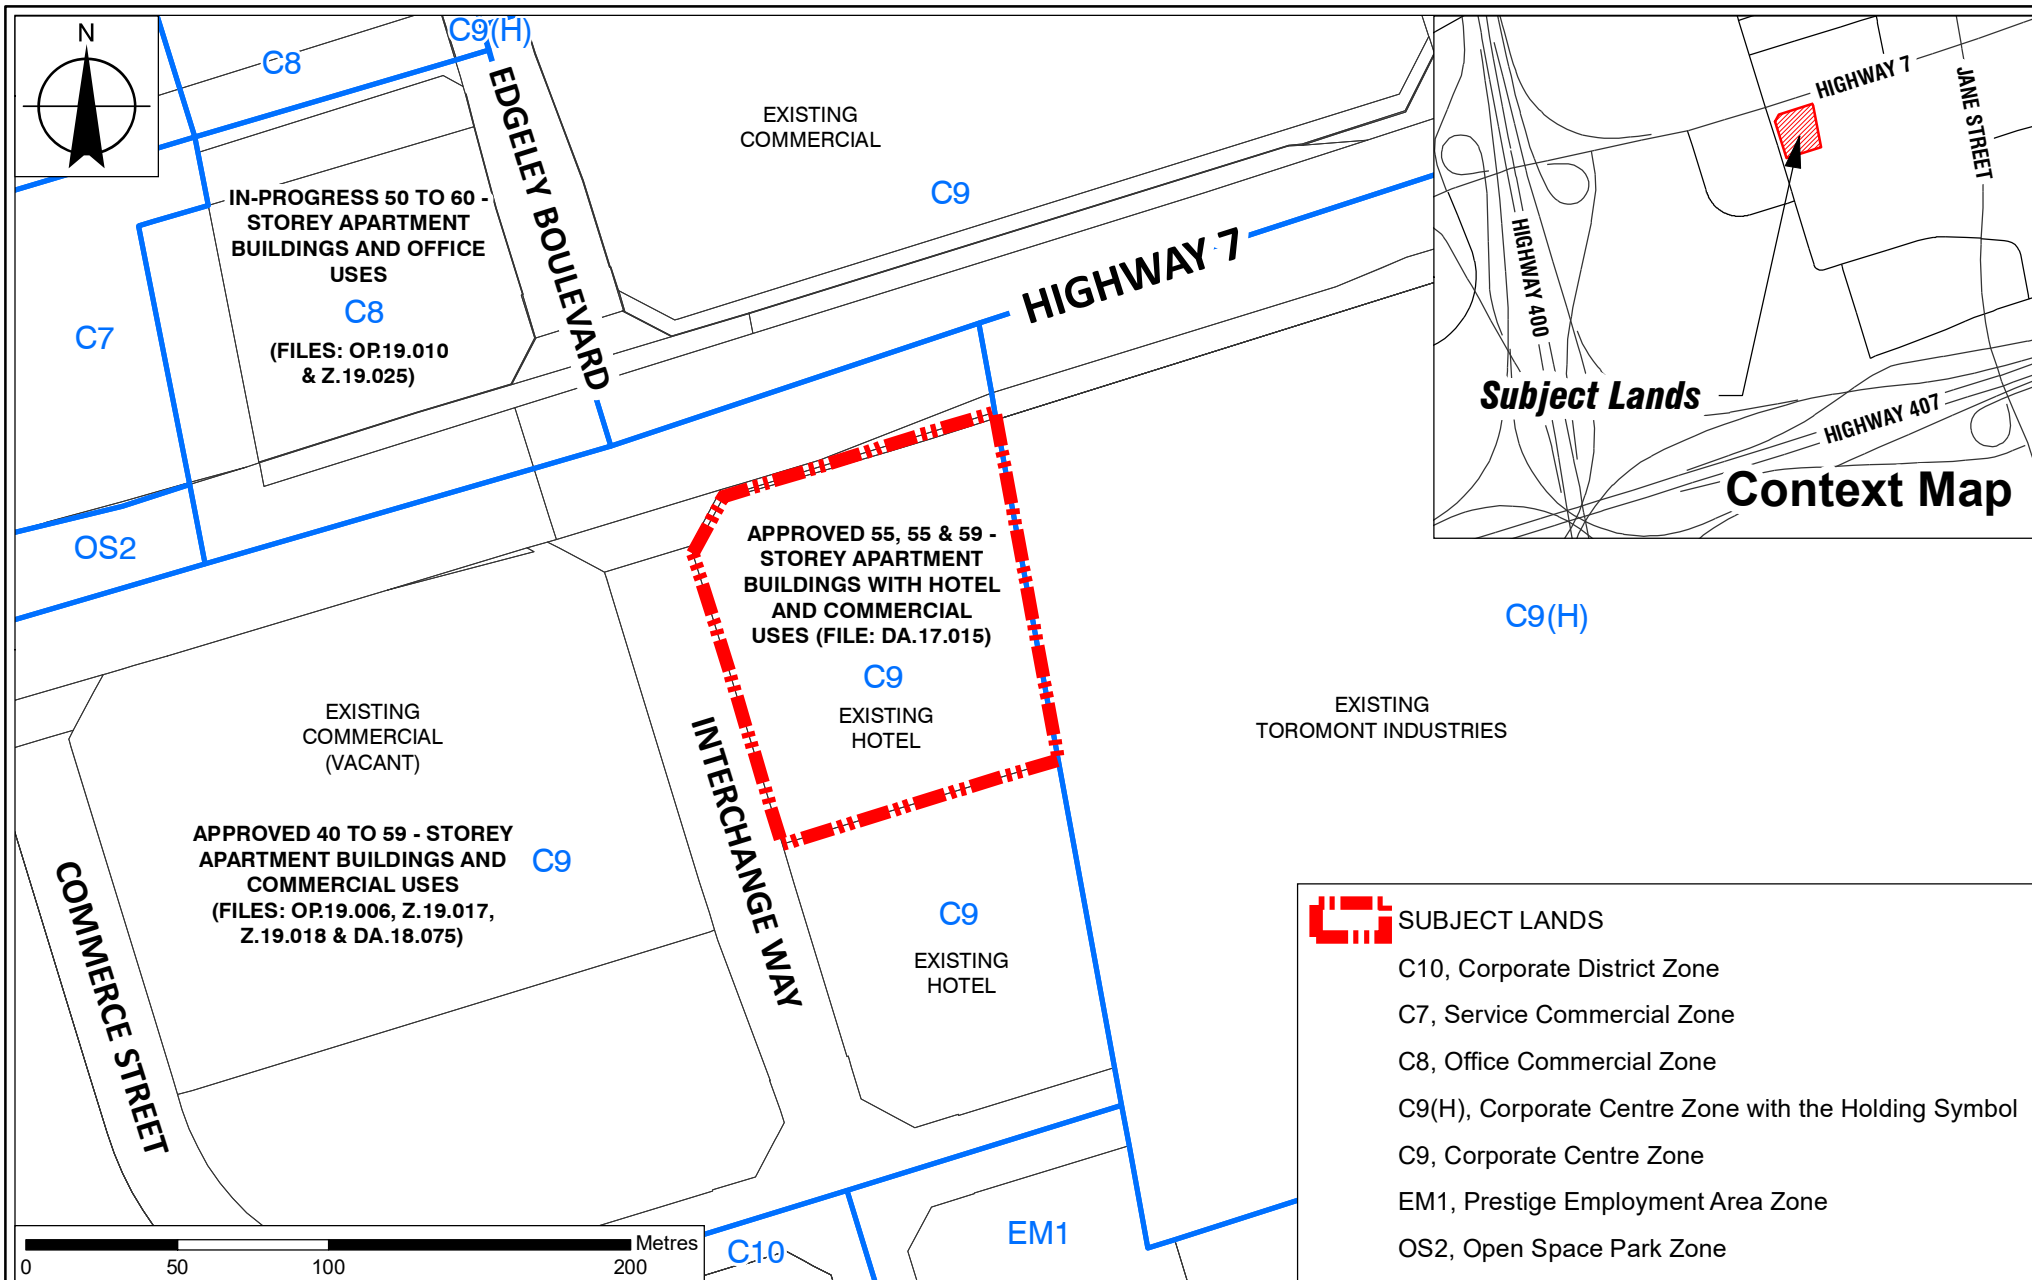 N
C8
C9(H)
EDGELEY BOULEVARD
EXISTING
COMMERCIAL
C9
IN-PROGRESS 50 TO 60 -
STOREY APARTMENT
BUILDINGS AND OFFICE
USES
C8
(FILES: OP.19.010
& Z.19.025)
C7
HIGHWAY 7
OS2
APPROVED 55, 55 & 59 -
STOREY APARTMENT
BUILDINGS WITH HOTEL
AND COMMERCIAL
USES (FILE: DA.17.015)
C9
EXISTING
HOTEL
C9(H)
EXISTING
TOROMONT INDUSTRIES
EXISTING
COMMERCIAL
(VACANT)
APPROVED 40 TO 59 - STOREY
APARTMENT BUILDINGS AND
COMMERCIAL USES
(FILES: OP.19.006, Z.19.017,
Z.19.018 & DA.18.075)
C9
INTERCHANGE WAY
COMMERCE STREET
C9
EXISTING
HOTEL
C10
EM1
0 50 100 200 Metres
HIGHWAY 7
JANE STREET
HIGHWAY 400
Subject Lands
HIGHWAY 407
Context Map
SUBJECT LANDS
C10, Corporate District Zone
C7, Service Commercial Zone
C8, Office Commercial Zone
C9(H), Corporate Centre Zone with the Holding Symbol
C9, Corporate Centre Zone
EM1, Prestige Employment Area Zone
OS2, Open Space Park Zone